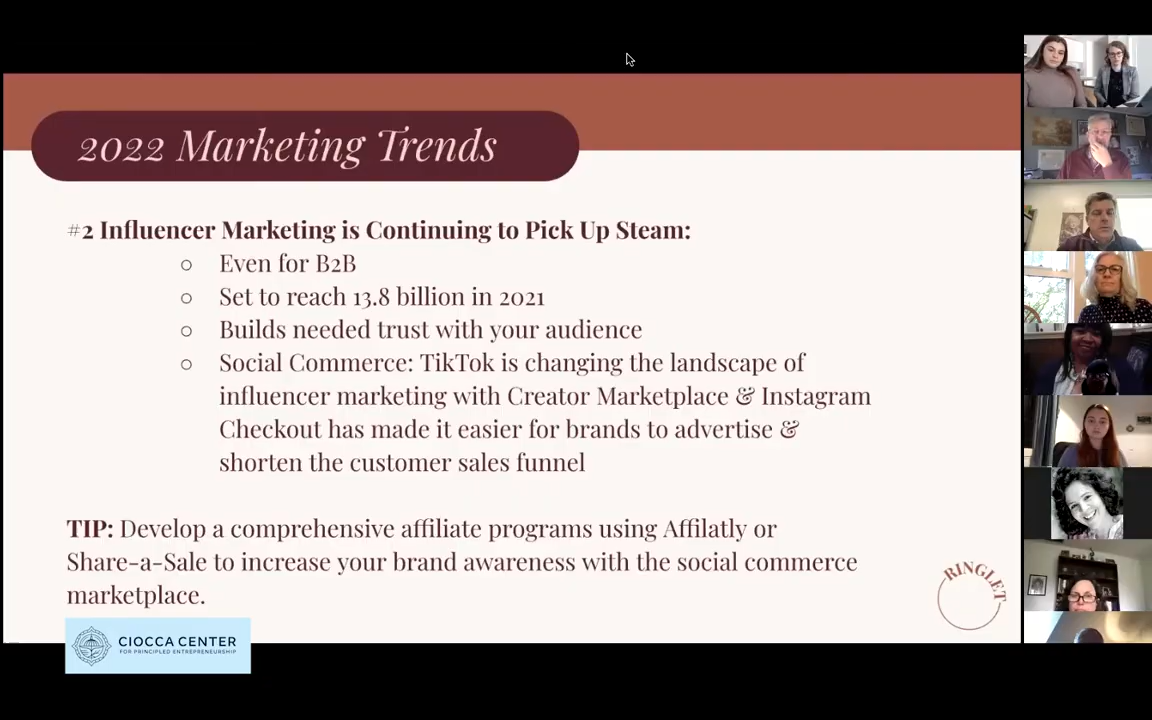 2022 Marketing Trends
#2 Influencer Marketing is Continuing to Pick Up Steam:
○ Even for B2B
○ Set to reach 13.8 billion in 2021
○ Builds needed trust with your audience
○ Social Commerce: TikTok is changing the landscape of
influencer marketing with Creator Marketplace & Instagram
Checkout has made it easier for brands to advertise &
shorten the customer sales funnel
TIP: Develop a comprehensive affiliate programs using Affilatly or
Share-a-Sale to increase your brand awareness with the social commerce
marketplace.
RINGLET
CIOCCA CENTER
FOR PRINCIPLED ENTREPRENEURSHIP